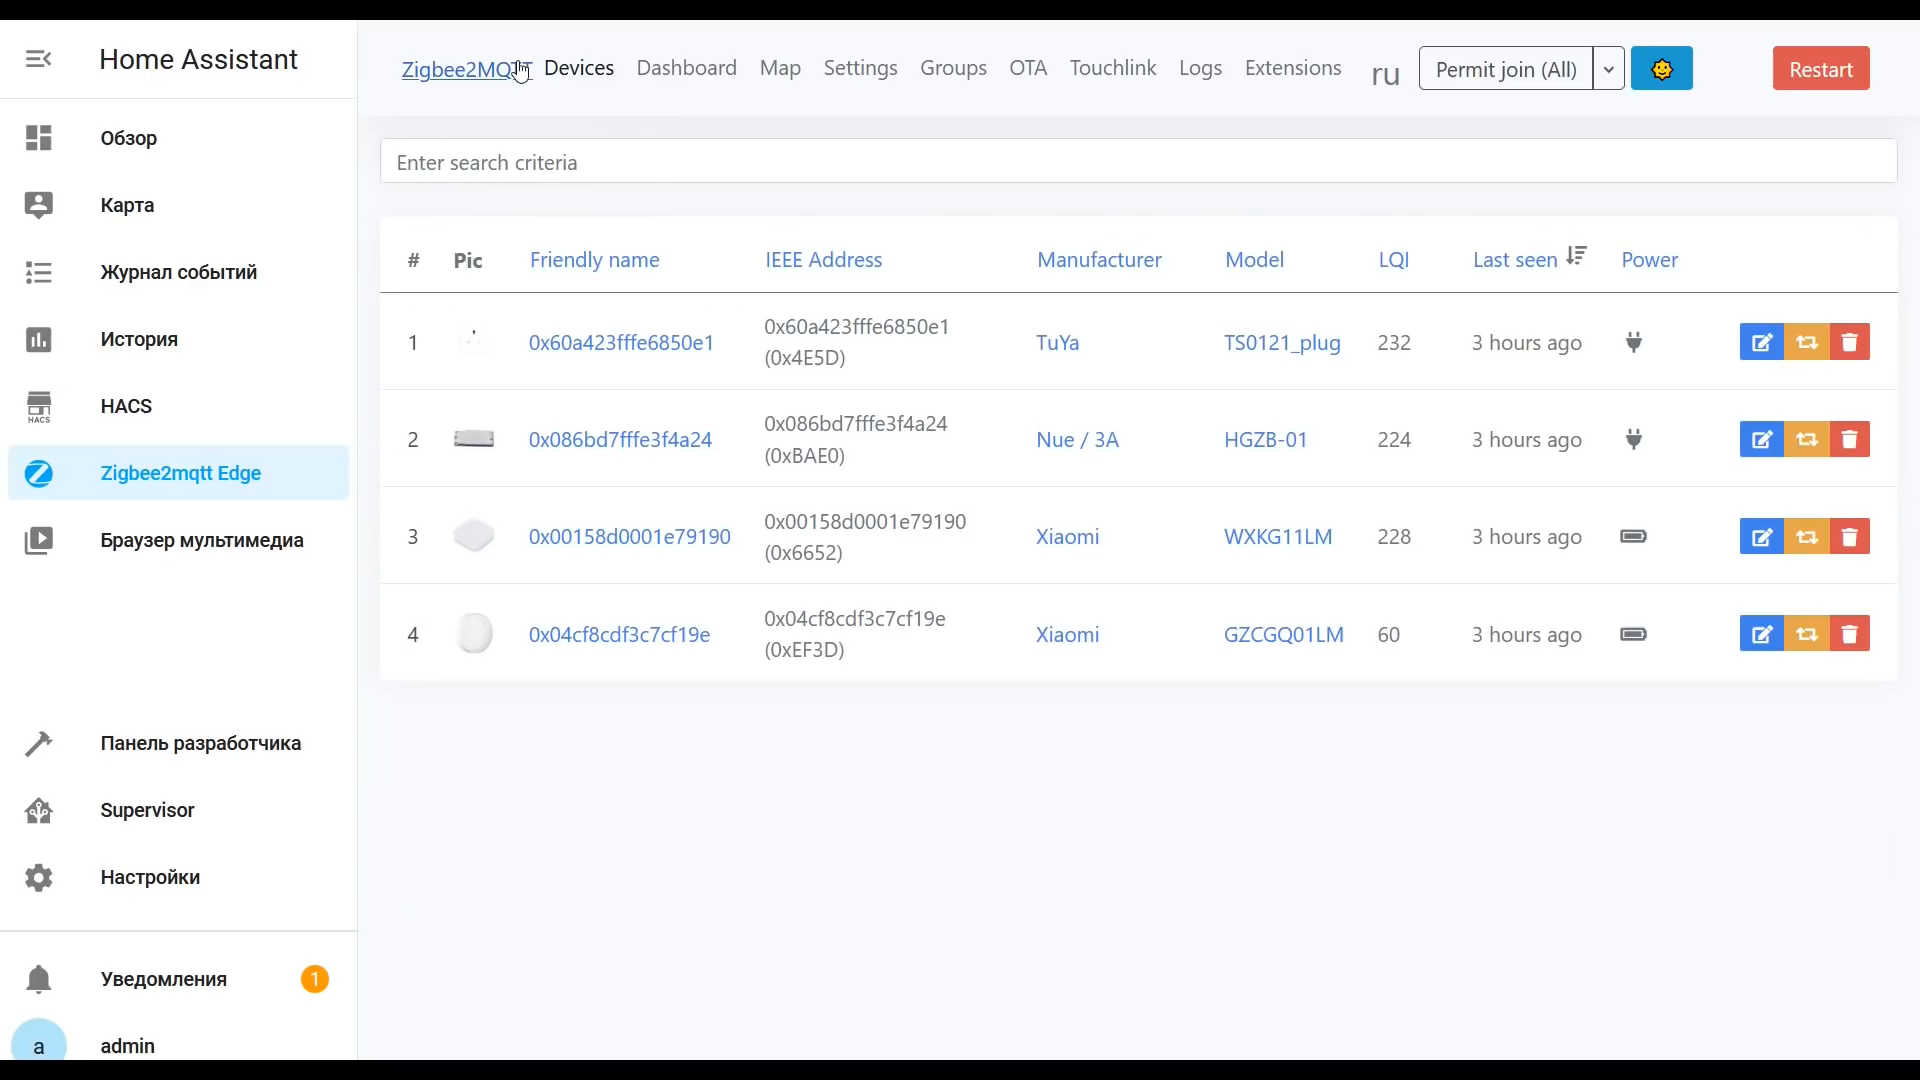 Home Assistant
Обзор
Карта
Журнал событий
История
HACS
HACS
Zigbee2mqtt Edge
Браузер мультимедиа
Панель разработчика
Supervisor
Настройки
Уведомления 1
a admin
Zigbee2MQTT Devices Dashboard Map Settings Groups OTA Touchlink Logs Extensions ru Permit join (All) Restart
Enter search criteria
# Pic Friendly name IEEE Address Manufacturer Model LQI Last seen Power
1 0x60a423fffe6850e1 0x60a423fffe6850e1 TuYa TS0121_plug 232 3 hours ago
(0x4E5D)
2 0x086bd7fffe3f4a24 0x086bd7fffe3f4a24 Nue / 3A HGZB-01 224 3 hours ago
(0xBAE0)
3 0x00158d0001e79190 0x00158d0001e79190 Xiaomi WXKG11LM 228 3 hours ago
(0x6652)
4 0x04cf8cdf3c7cf19e 0x04cf8cdf3c7cf19e Xiaomi GZCGQ01LM 60 3 hours ago
(0xEF3D)